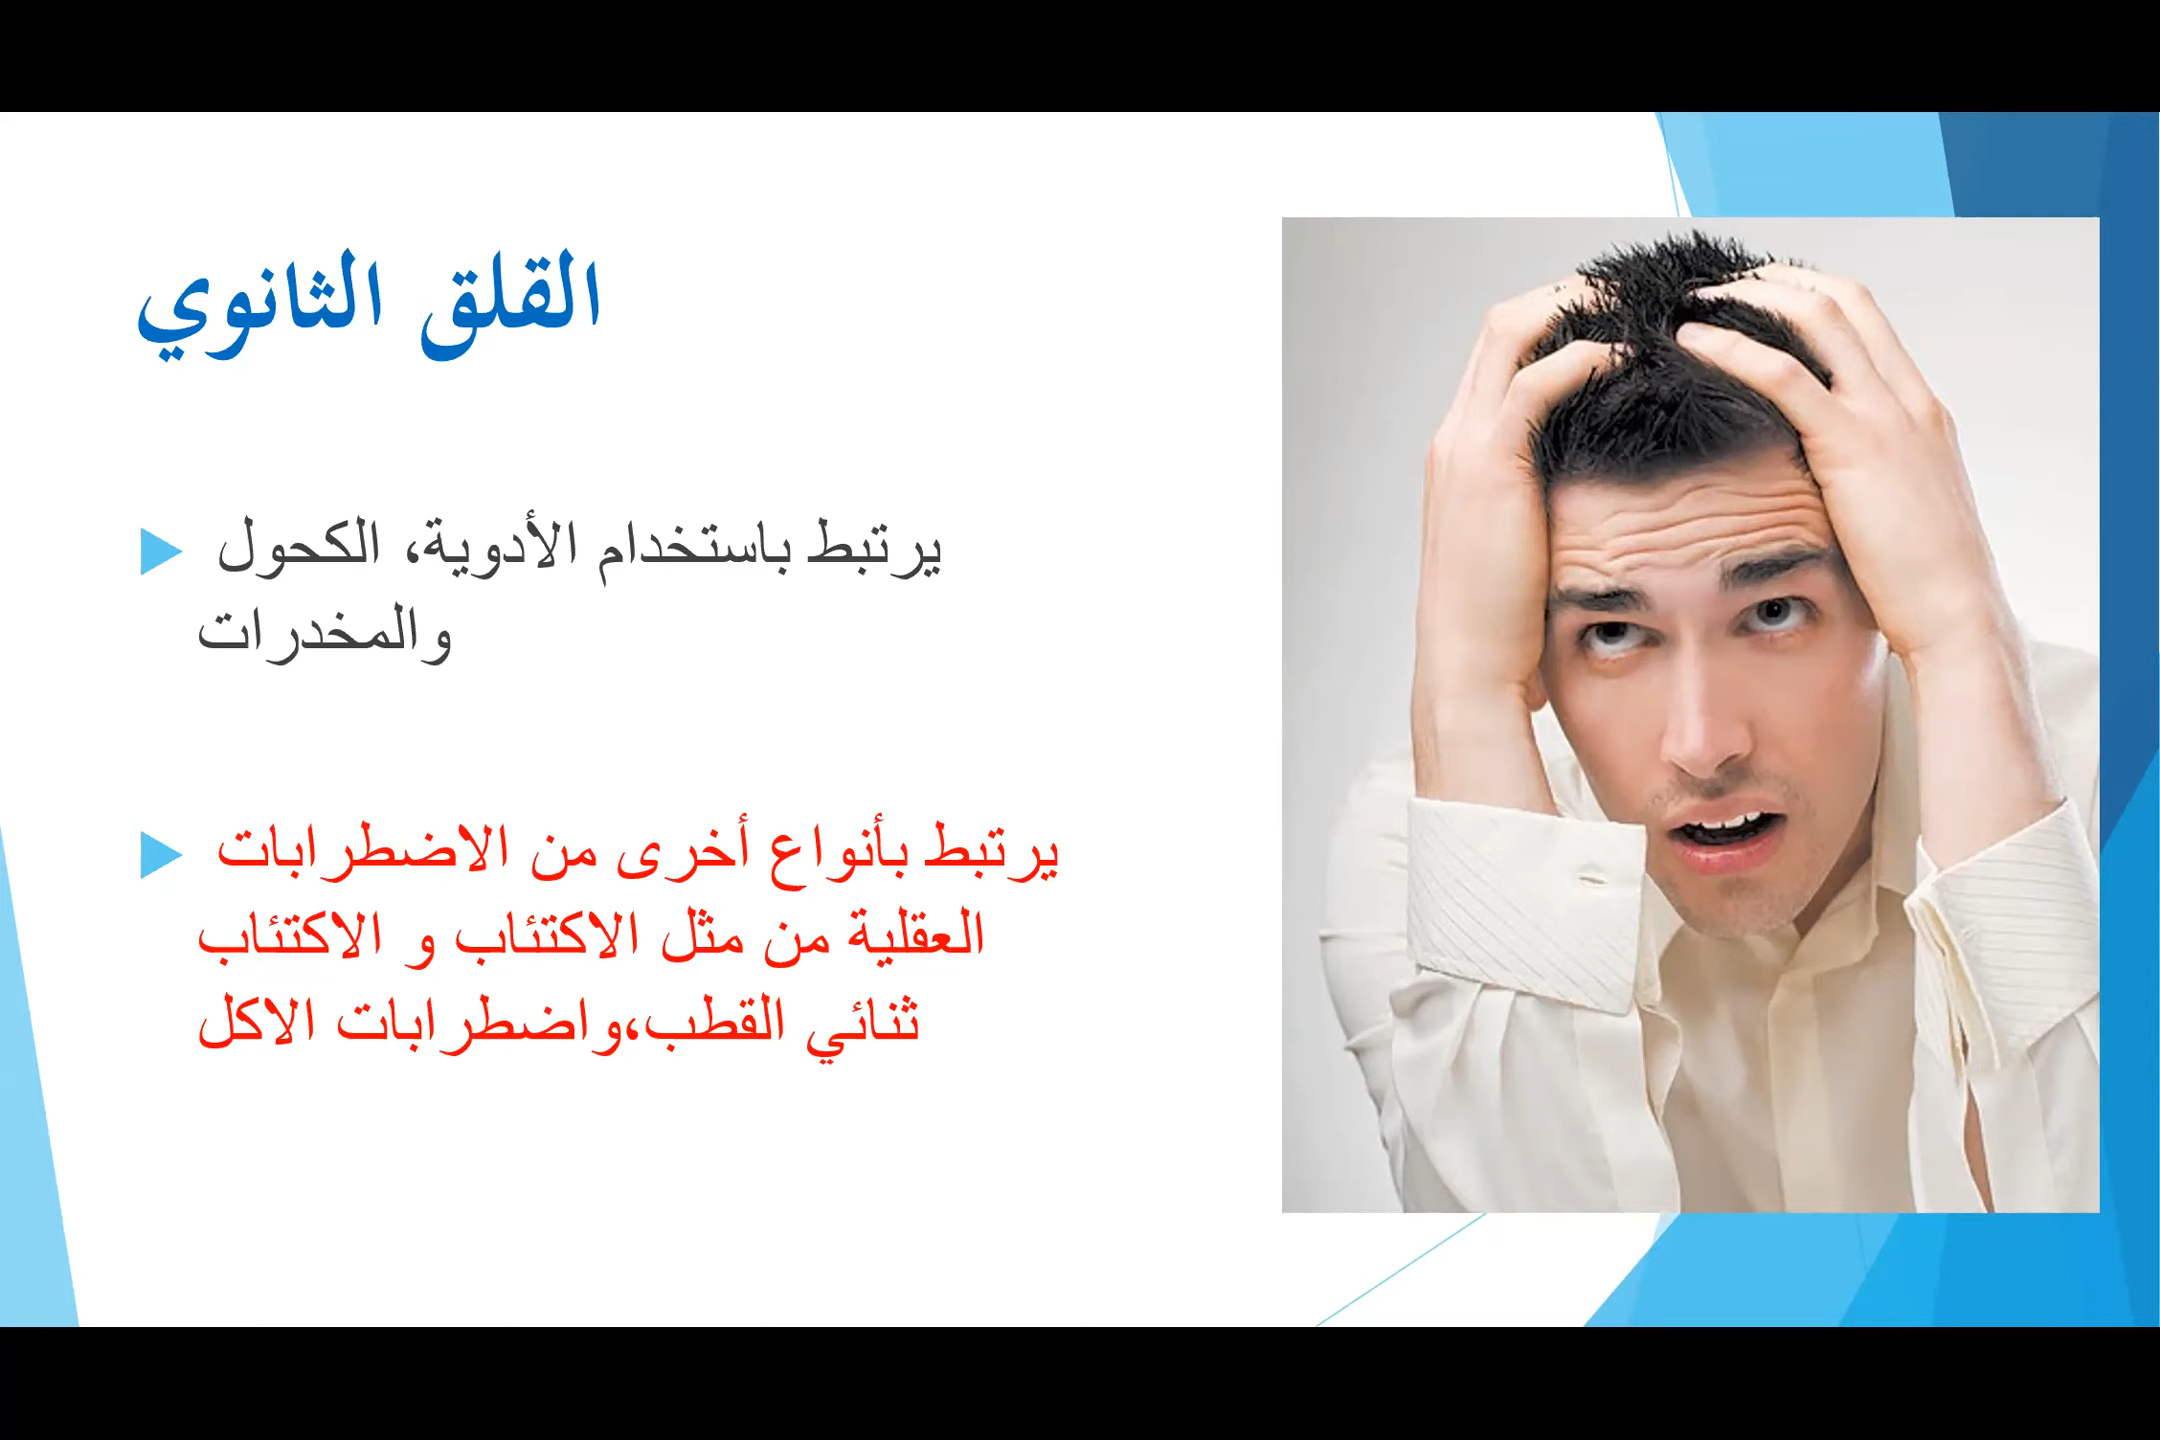 القلق الثانوي
يرتبط باستخدام الأدوية، الكحول
والمخدرات
يرتبط بأنواع أخرى من الاضطرابات
العقلية من مثل الاكتئاب و الاكتئاب
ثنائي القطب،واضطرابات الاكل